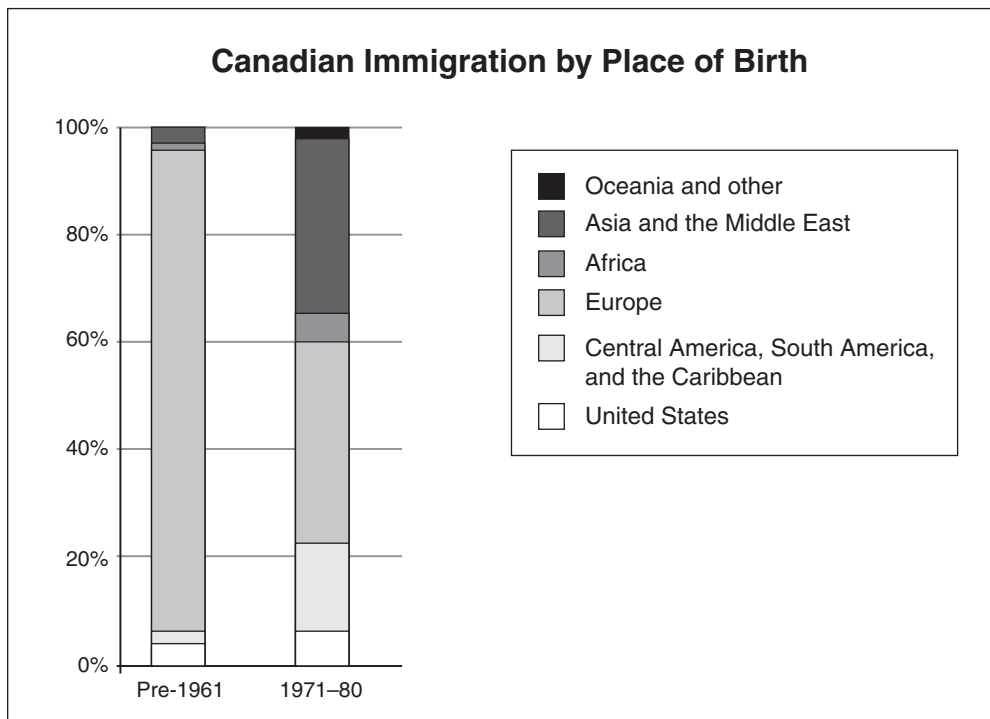 Canadian Immigration by Place of Birth
100%
80%
60%
40%
20%
0%
Pre-1961
1971–80
Oceania and other
Asia and the Middle East
Africa
Europe
Central America, South America,
and the Caribbean
United States